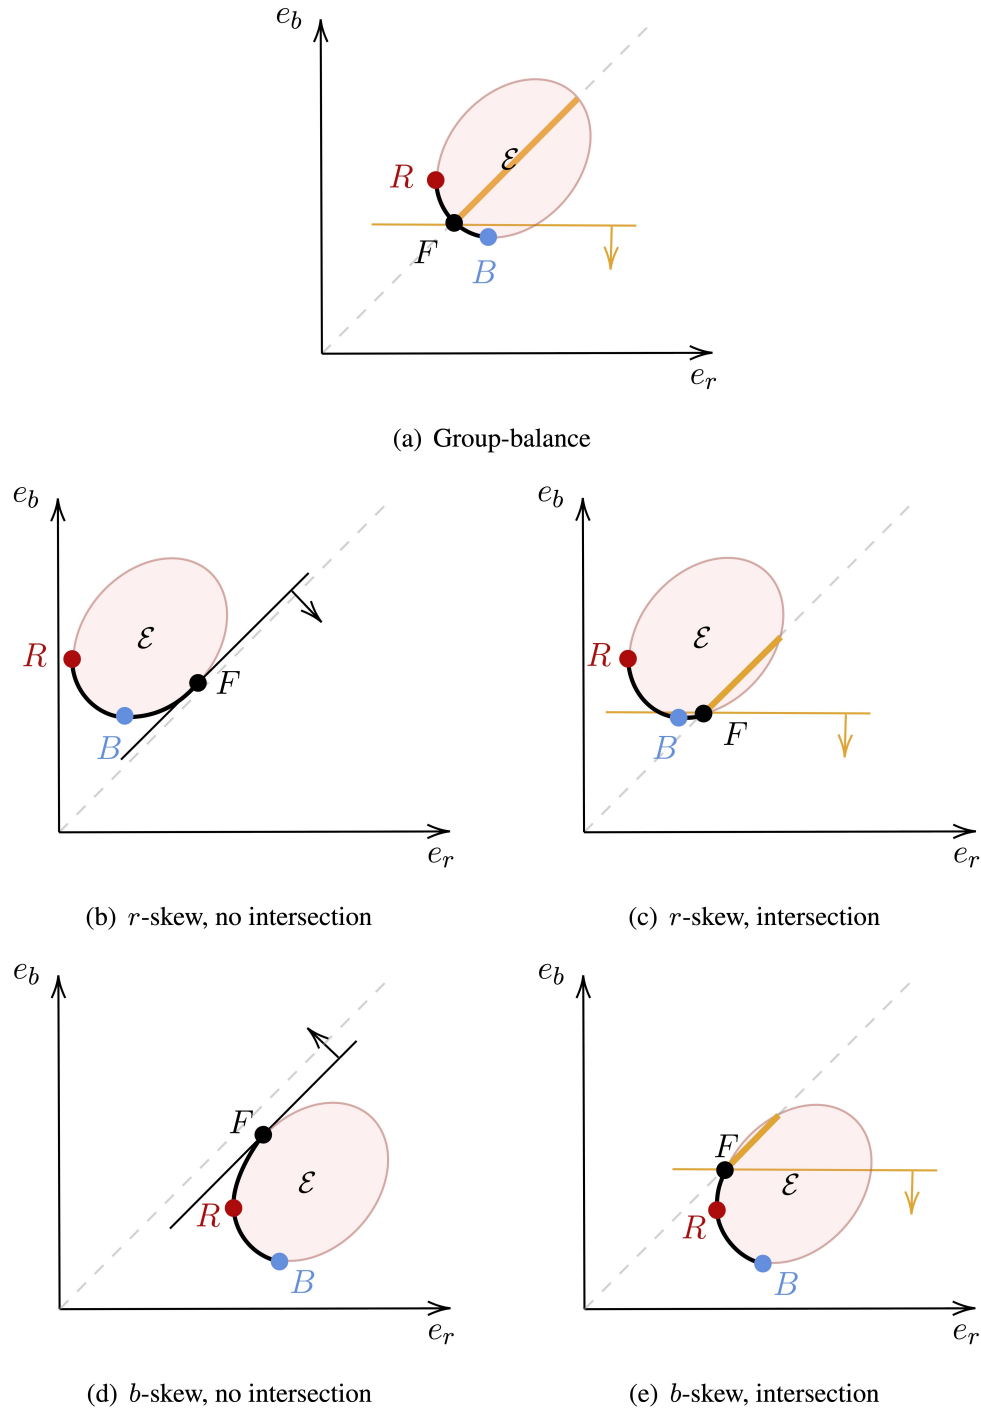 e_b
ℰ
R
F
B
e_r
(a) Group-balance
e_b
e_b
ℰ
ℰ
R
F
R
B
B
F
e_r
e_r
(b) r-skew, no intersection
(c) r-skew, intersection
e_b
e_b
F
F
ℰ
ℰ
R
R
B
B
e_r
e_r
(d) b-skew, no intersection
(e) b-skew, intersection